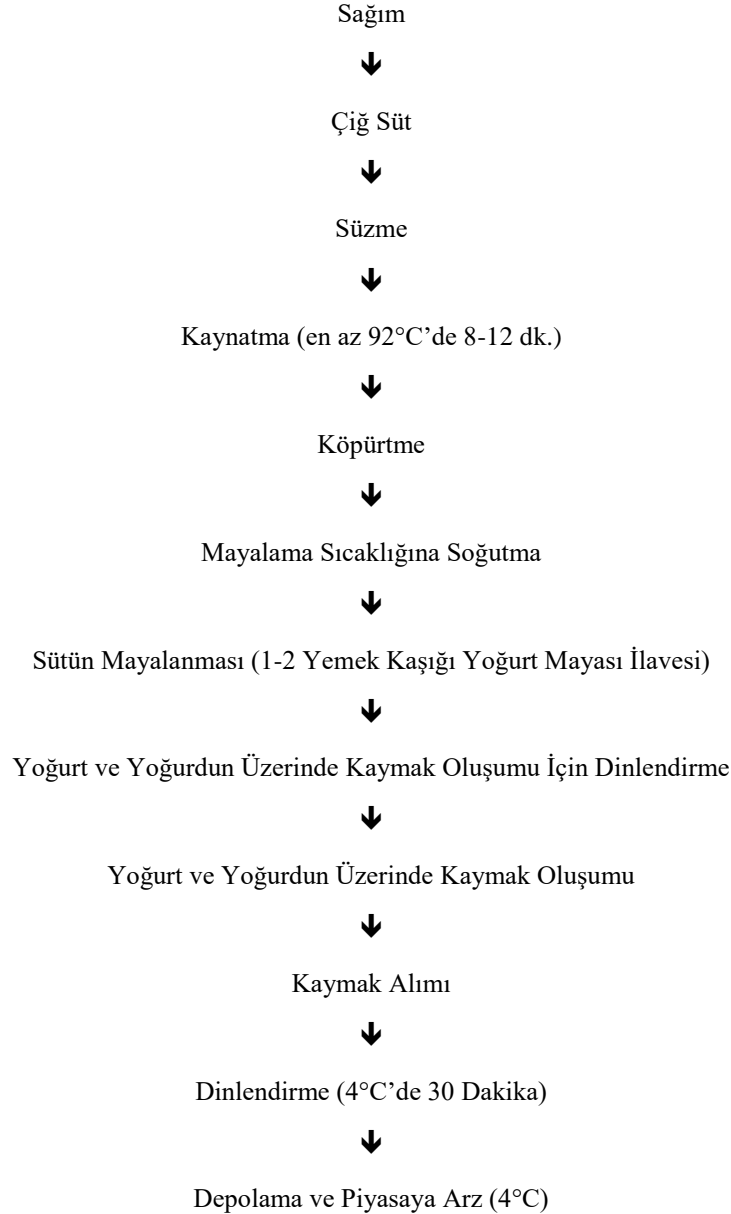 Sağım
🡻
Çiğ Süt
🡻
Süzme
🡻
Kaynatma (en az 92°C’de 8-12 dk.)
🡻
Köpürtme
🡻
Mayalama Sıcaklığına Soğutma
🡻
Sütün Mayalanması (1-2 Yemek Kaşığı Yoğurt Mayası İlavesi)
🡻
Yoğurt ve Yoğurdun Üzerinde Kaymak Oluşumu İçin Dinlendirme
🡻
Yoğurt ve Yoğurdun Üzerinde Kaymak Oluşumu
🡻
Kaymak Alımı
🡻
Dinlendirme (4°C’de 30 Dakika)
🡻
Depolama ve Piyasaya Arz (4°C)